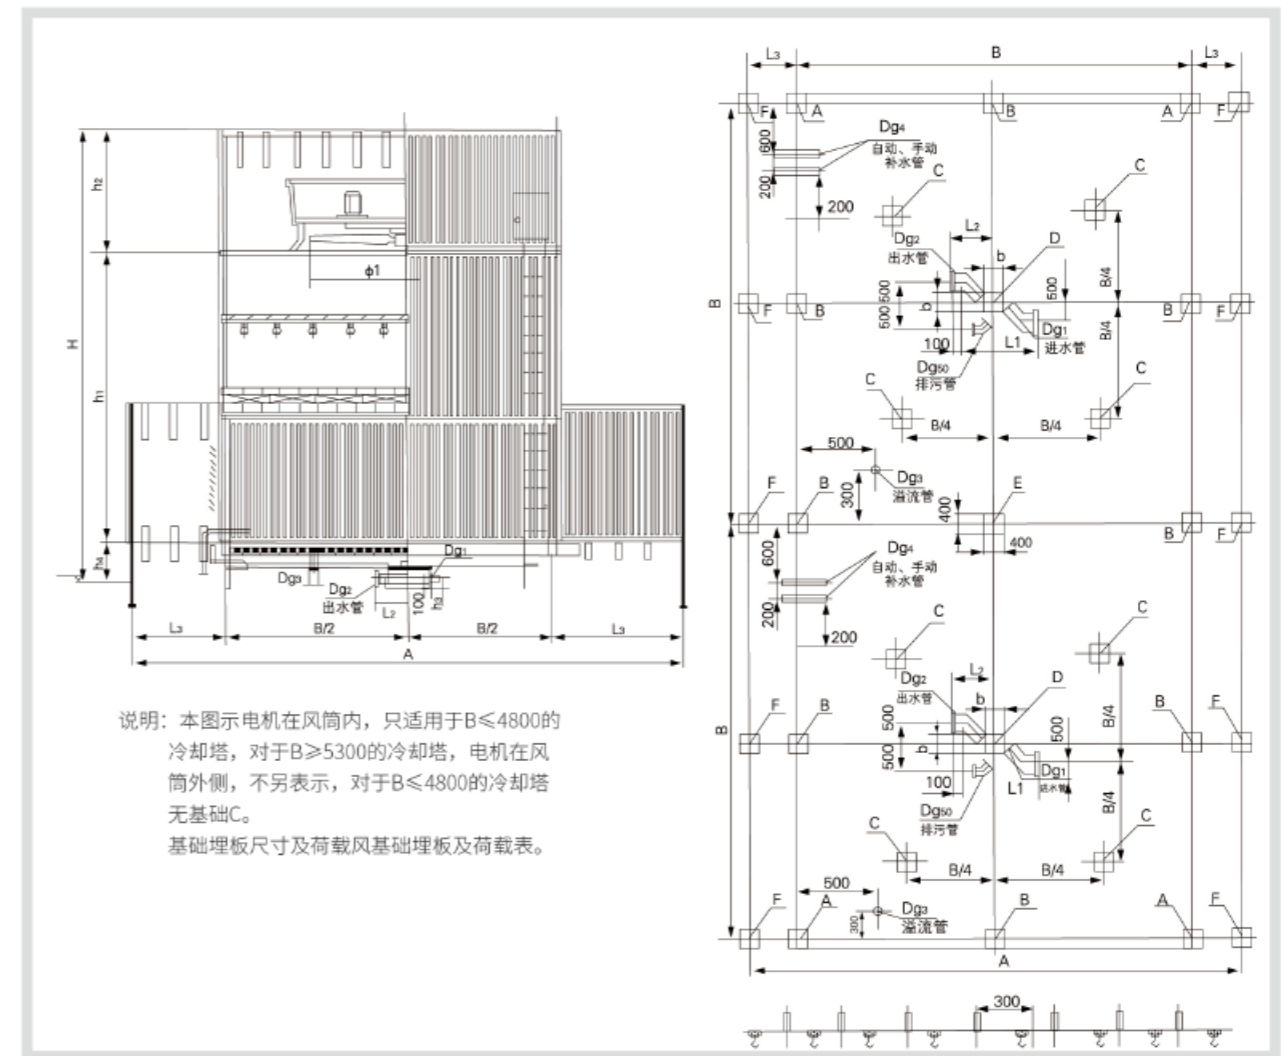 h2
H
h1
h4
ϕ1
Dg1
Dg3
Dg2
出水管
L2
100
h3
L3
B/2
B/2
L3
A
说明：本图示电机在风筒内，只适用于B≤4800的
冷却塔，对于B≥5300的冷却塔，电机在风
筒外侧，不另表示，对于B≤4800的冷却塔
无基础C。
基础埋板尺寸及荷载风基础埋板及荷载表。
L3
B
L3
F
A
B
A
F
600
Dg4
自动、手动
补水管
200
200
C
C
L2
Dg2
出水管
b
D
B/4
500
B
F
B
500
500
b
B
F
B/4
100
L1
Dg1
进水管
Dg50
排污管
C
C
B/4
B/4
500
Dg3
溢流管
300
F
B
E
400
400
B
F
600
Dg4
自动、手动
补水管
200
200
C
C
L2
Dg2
出水管
b
D
B/4
500
B
F
B
500
500
b
B
F
B/4
100
L1
Dg1
进水管
Dg50
排污管
C
C
B/4
B/4
500
Dg3
溢流管
300
F
A
B
A
F
A
300